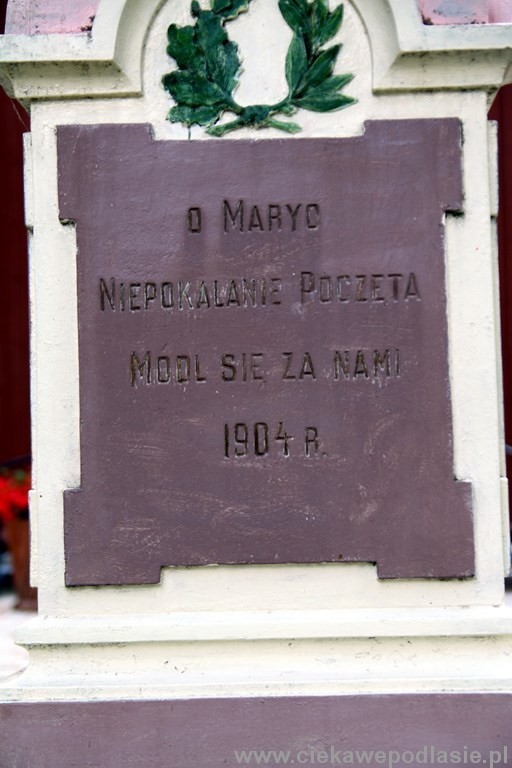 O MARYO
NIEPOKALANIE POCZĘTA
MÓDL SIĘ ZA NAMI
1904 R.
www.ciekawepodlasie.pl